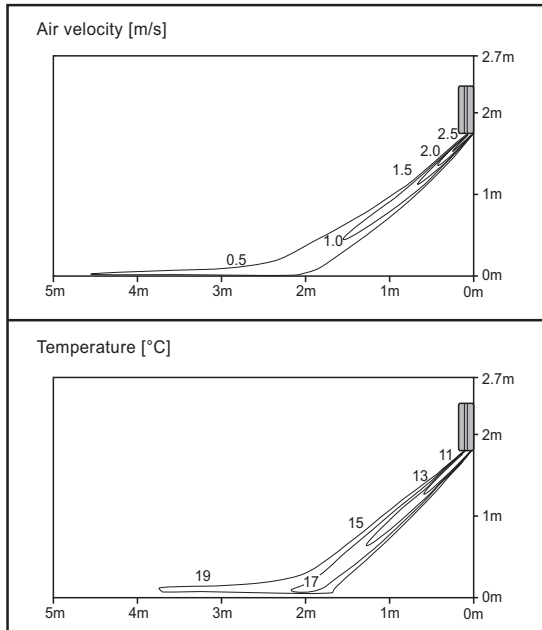 Air velocity [m/s]
2.7m
2m
2.5
2.0
1.5
1m
1.0
0.5
0m
5m 4m 3m 2m 1m 0m
Temperature [°C]
2.7m
2m
11
13
15
1m
19 17
0m
5m 4m 3m 2m 1m 0m